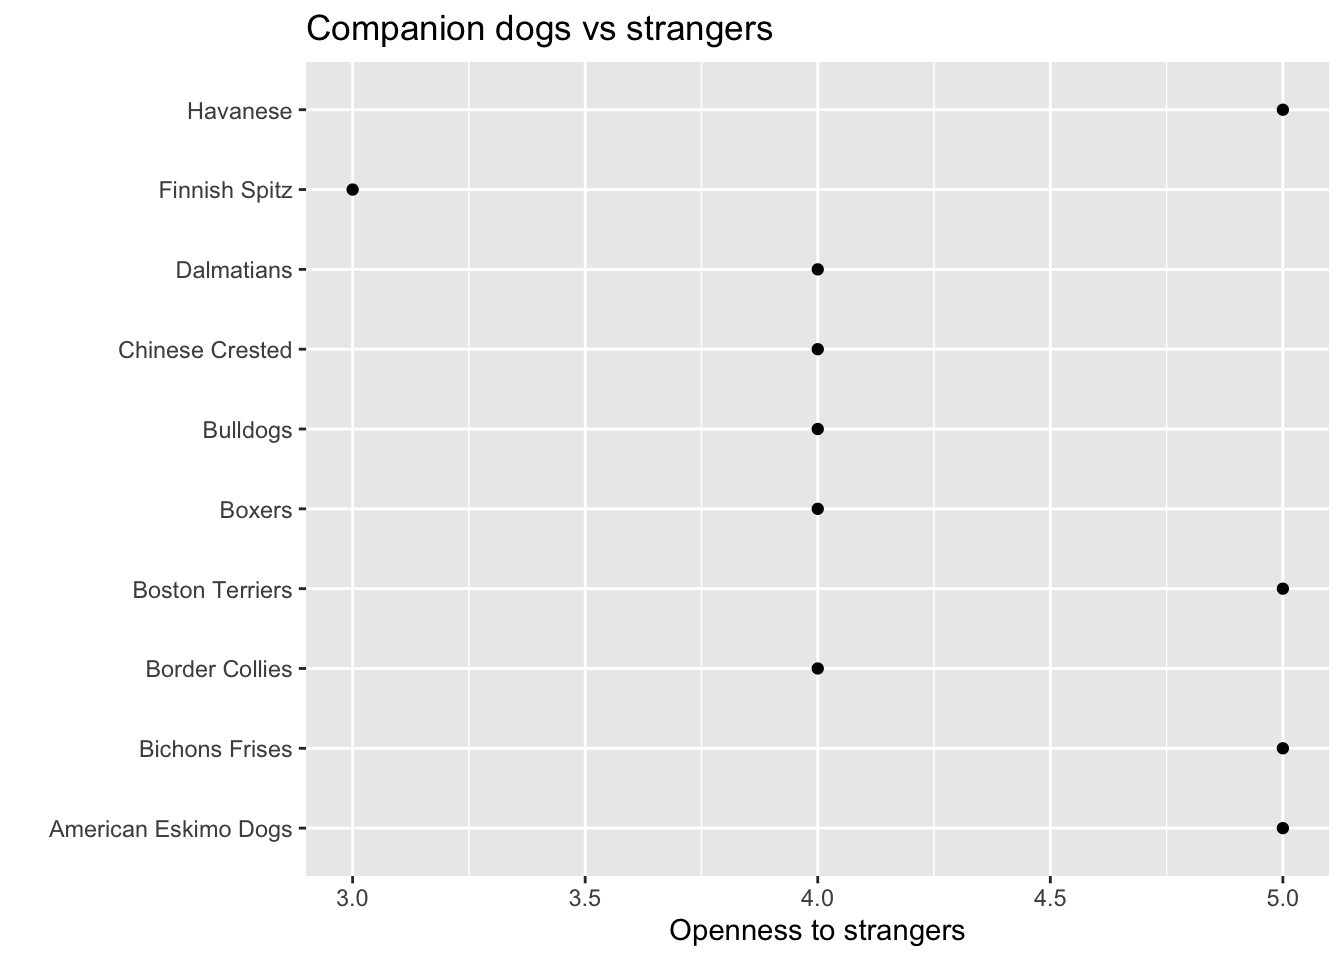 Companion dogs vs strangers
Havanese
Finnish Spitz
Dalmatians
Chinese Crested
Bulldogs
Boxers
Boston Terriers
Border Collies
Bichons Frises
American Eskimo Dogs
3.0 3.5 4.0 4.5 5.0
Openness to strangers